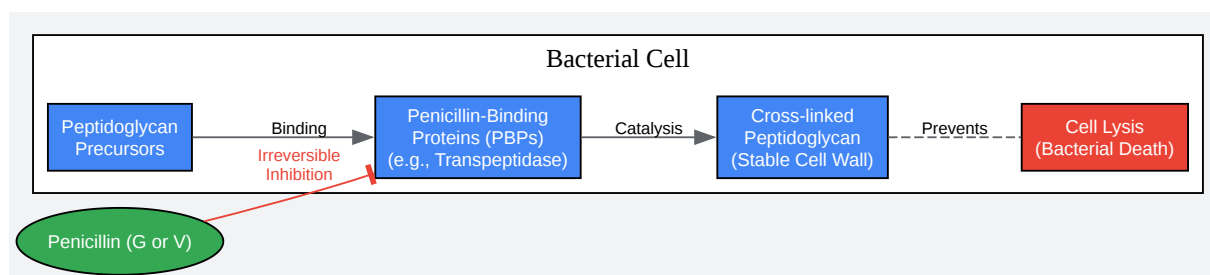 Bacterial Cell
Peptidoglycan
Precursors
Binding
Irreversible
Inhibition
Penicillin-Binding
Proteins (PBPs)
(e.g., Transpeptidase)
Catalysis
Cross-linked
Peptidoglycan
(Stable Cell Wall)
Prevents
Cell Lysis
(Bacterial Death)
Penicillin (G or V)